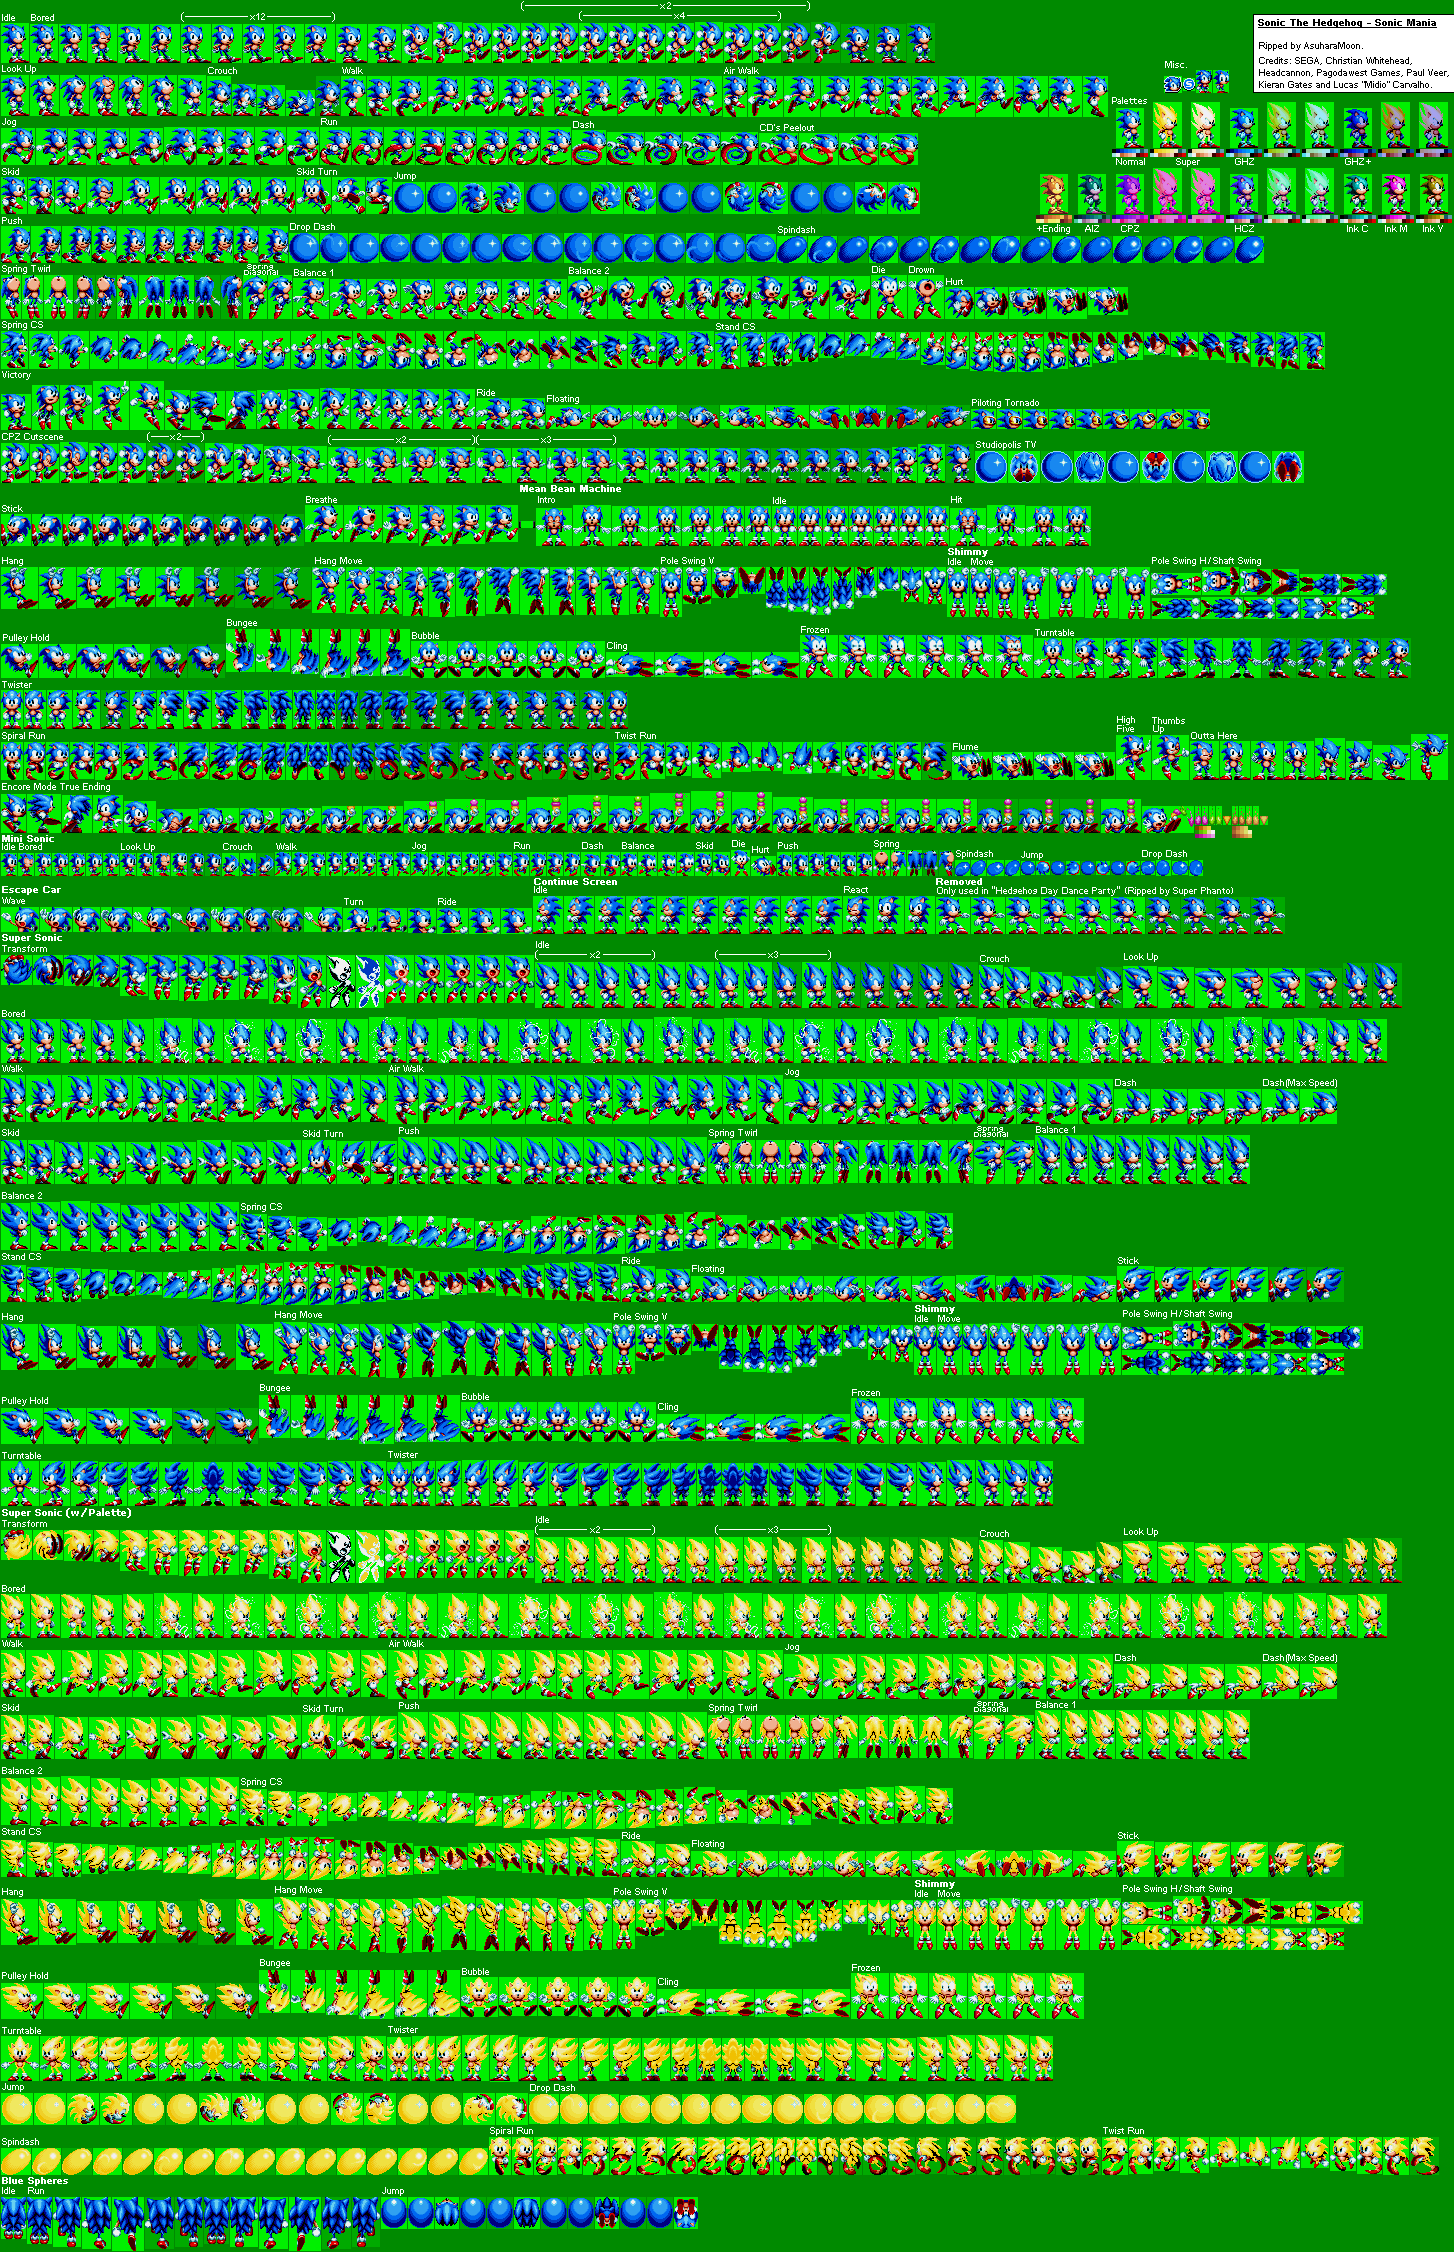 Sonic The Hedgehog - Sonic Mania
Ripped by AsuharaMoon.
Credits: SEGA, Christian Whitehead,
Headcannon, Pagodawest Games, Paul Veer,
Kieran Gates and Lucas "Midio" Carvalho.
x2
Idle Bored x12 x4
Look Up Crouch Walk Air Walk Misc.
Palettes
Jog Run Dash CD's Peelout
Normal Super GHZ GHZ+
Skid Skid Turn Jump
+Ending AIZ CPZ HCZ Ink C Ink M Ink Y
Push Drop Dash Spindash
Spring Twirl Spring Diagonal Balance 1 Balance 2 Die Drown Hurt
Spring CS Stand CS
Victory Ride Floating Piloting Tornado
CPZ Cutscene x2 x2 x3 Studiopolis TV
Mean Bean Machine
Stick Breathe Intro Idle Hit
Shimmy
Hang Hang Move Pole Swing V Idle Move Pole Swing H/Shaft Swing
Pulley Hold Bungee Bubble Cling Frozen Turntable
Twister
Spiral Run Twist Run Flume High Five Thumbs Up Outta Here
Encore Mode True Ending
Mini Sonic
Idle Bored Look Up Crouch Walk Jog Run Dash Balance Skid Die Hurt Push Spring Spindash Jump Drop Dash
Escape Car Continue Screen Removed
Wave Turn Ride Idle React Only used in "Hedgehog Day Dance Party" (Ripped by Super Phanto)
Super Sonic
Transform Idle x2 x3 Crouch Look Up
Bored
Walk Air Walk Jog Dash Dash(Max Speed)
Skid Skid Turn Push Spring Twirl Spring Diagonal Balance 1
Balance 2 Spring CS
Stand CS Ride Floating Stick
Shimmy
Hang Hang Move Pole Swing V Idle Move Pole Swing H/Shaft Swing
Pulley Hold Bungee Bubble Cling Frozen
Turntable Twister
Super Sonic (w/Palette)
Transform Idle x2 x3 Crouch Look Up
Bored
Walk Air Walk Jog Dash Dash(Max Speed)
Skid Skid Turn Push Spring Twirl Spring Diagonal Balance 1
Balance 2 Spring CS
Stand CS Ride Floating Stick
Shimmy
Hang Hang Move Pole Swing V Idle Move Pole Swing H/Shaft Swing
Pulley Hold Bungee Bubble Cling Frozen
Turntable Twister
Jump Drop Dash
Spindash Spiral Run Twist Run
Blue Spheres
Idle Run Jump